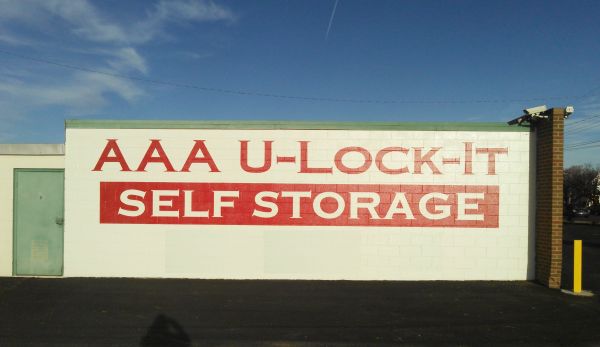 AAA U-Lock-It
SELF STORAGE